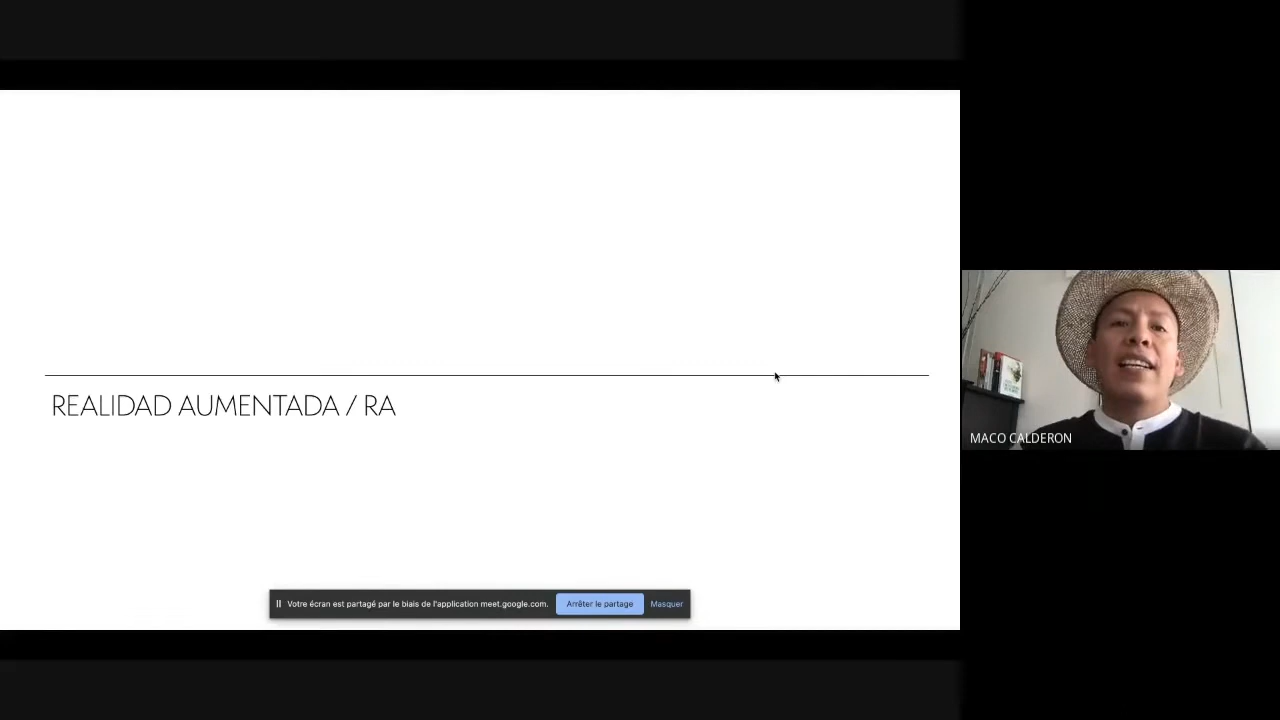 REALIDAD AUMENTADA / RA
MACO CALDERON
Votre écran est partagé par le biais de l'application meet.google.com.
Arrêter le partage
Masquer